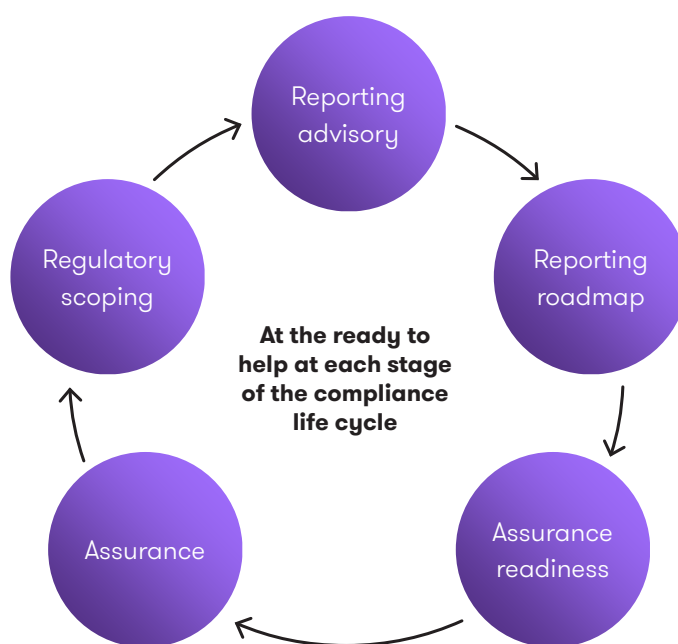 Reporting
advisory
Regulatory
scoping
Reporting
roadmap
At the ready to
help at each stage
of the compliance
life cycle
Assurance
Assurance
readiness